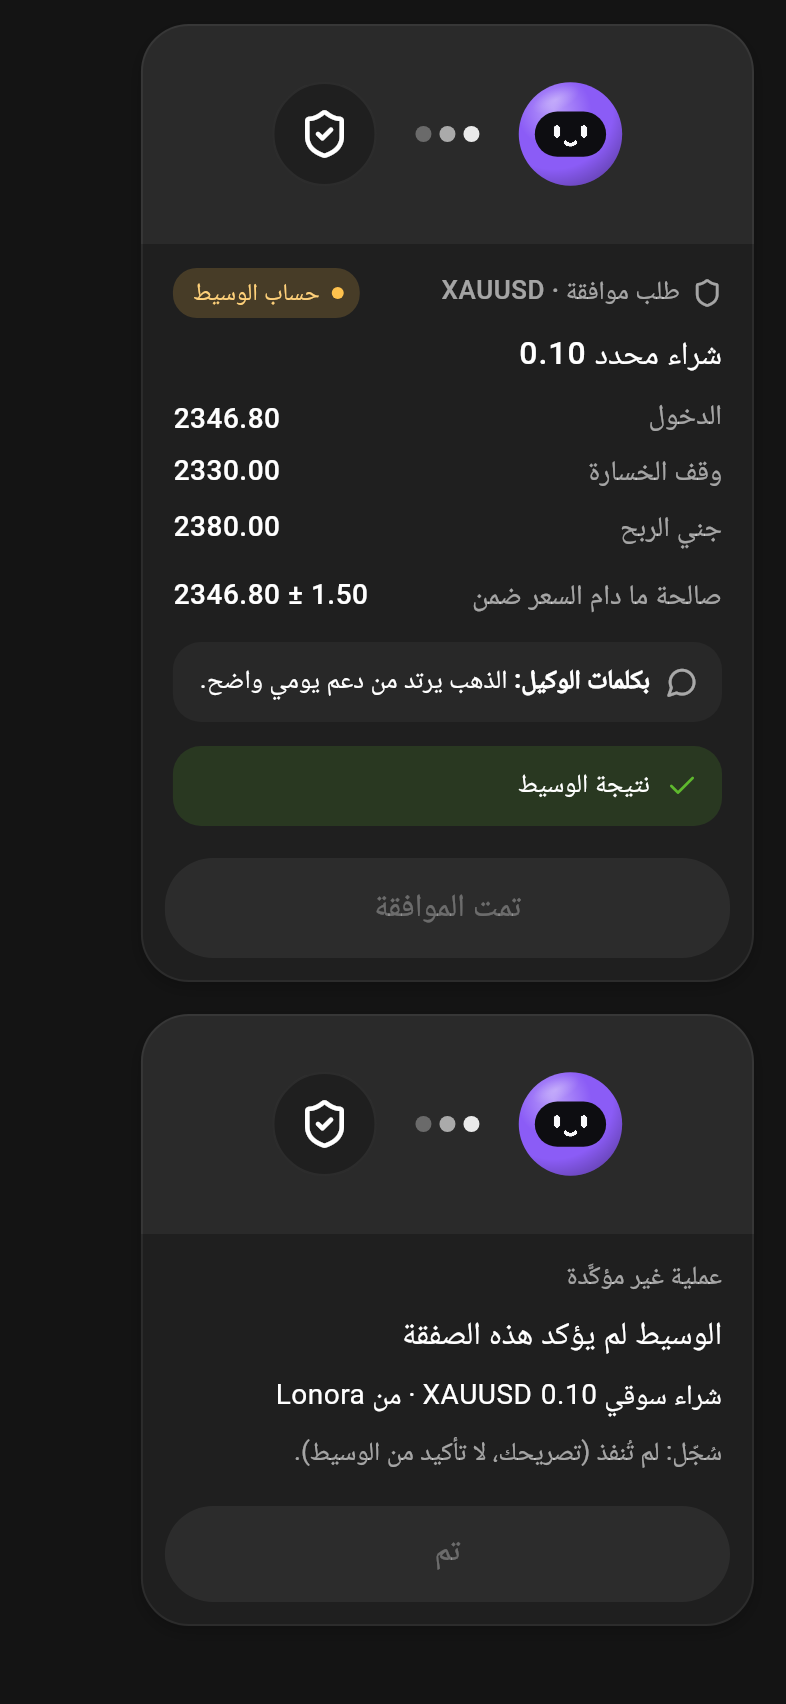 طلب موافقة · XAUUSD
حساب الوسيط
شراء محدد 0.10
الدخول 2346.80
وقف الخسارة 2330.00
جني الربح 2380.00
صالحة ما دام السعر ضمن 2346.80 ± 1.50
بكلمات الوكيل: الذهب يرتد من دعم يومي واضح.
نتيجة الوسيط
تمت الموافقة
عملية غير مؤكَّدة
الوسيط لم يؤكد هذه الصفقة
شراء سوقي XAUUSD 0.10 · من Lonora
سُجّل: لم تُنفذ (تصريحك، لا تأكيد من الوسيط).
تم